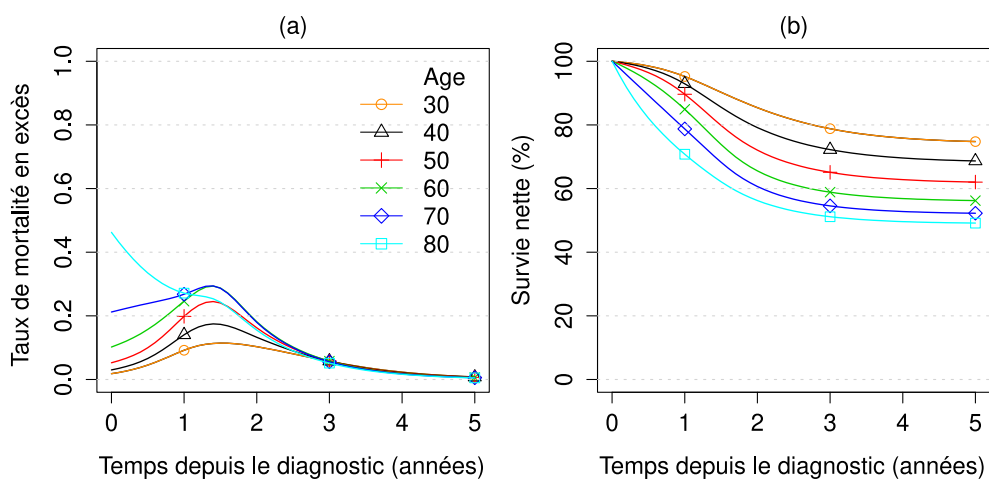 (a)
Taux de mortalité en excès
1.0
0.8
0.6
0.4
0.2
0.0
Age
30
40
50
60
70
80
0 1 2 3 4 5
Temps depuis le diagnostic (années)
(b)
Survie nette (%)
100
80
60
40
20
0
0 1 2 3 4 5
Temps depuis le diagnostic (années)